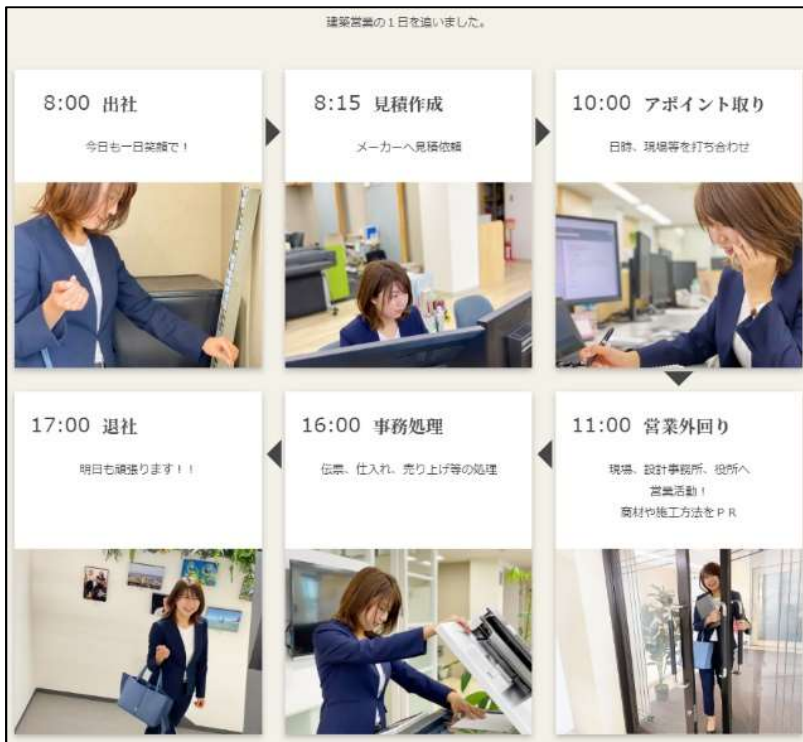 建築営業の1日を追いました。
8:00 出社
今日も一日笑顔で！
8:15 見積作成
メーカーへ見積依頼
10:00 アポイント取り
日時、現場等を打ち合わせ
11:00 営業外回り
現場、設計事務所、役所へ
営業活動！
商材や施工方法をＰＲ
16:00 事務処理
伝票、仕入れ、売り上げ等の処理
17:00 退社
明日も頑張ります！！